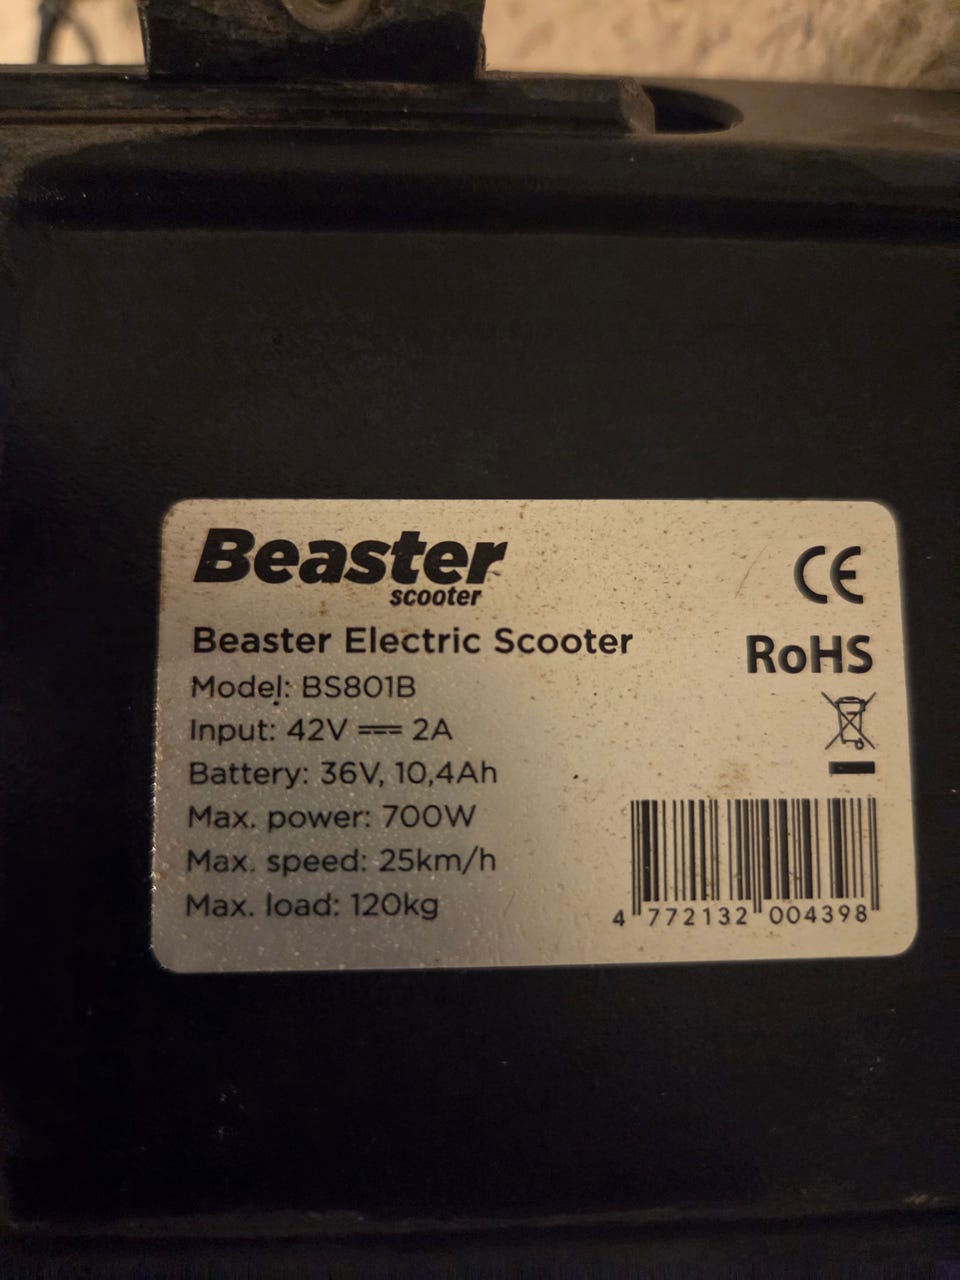 Beaster
scooter
CE
Beaster Electric Scooter
RoHS
Model: BS801B
Input: 42V ⎓ 2A
Battery: 36V, 10,4Ah
Max. power: 700W
Max. speed: 25km/h
Max. load: 120kg
4 772132 004398